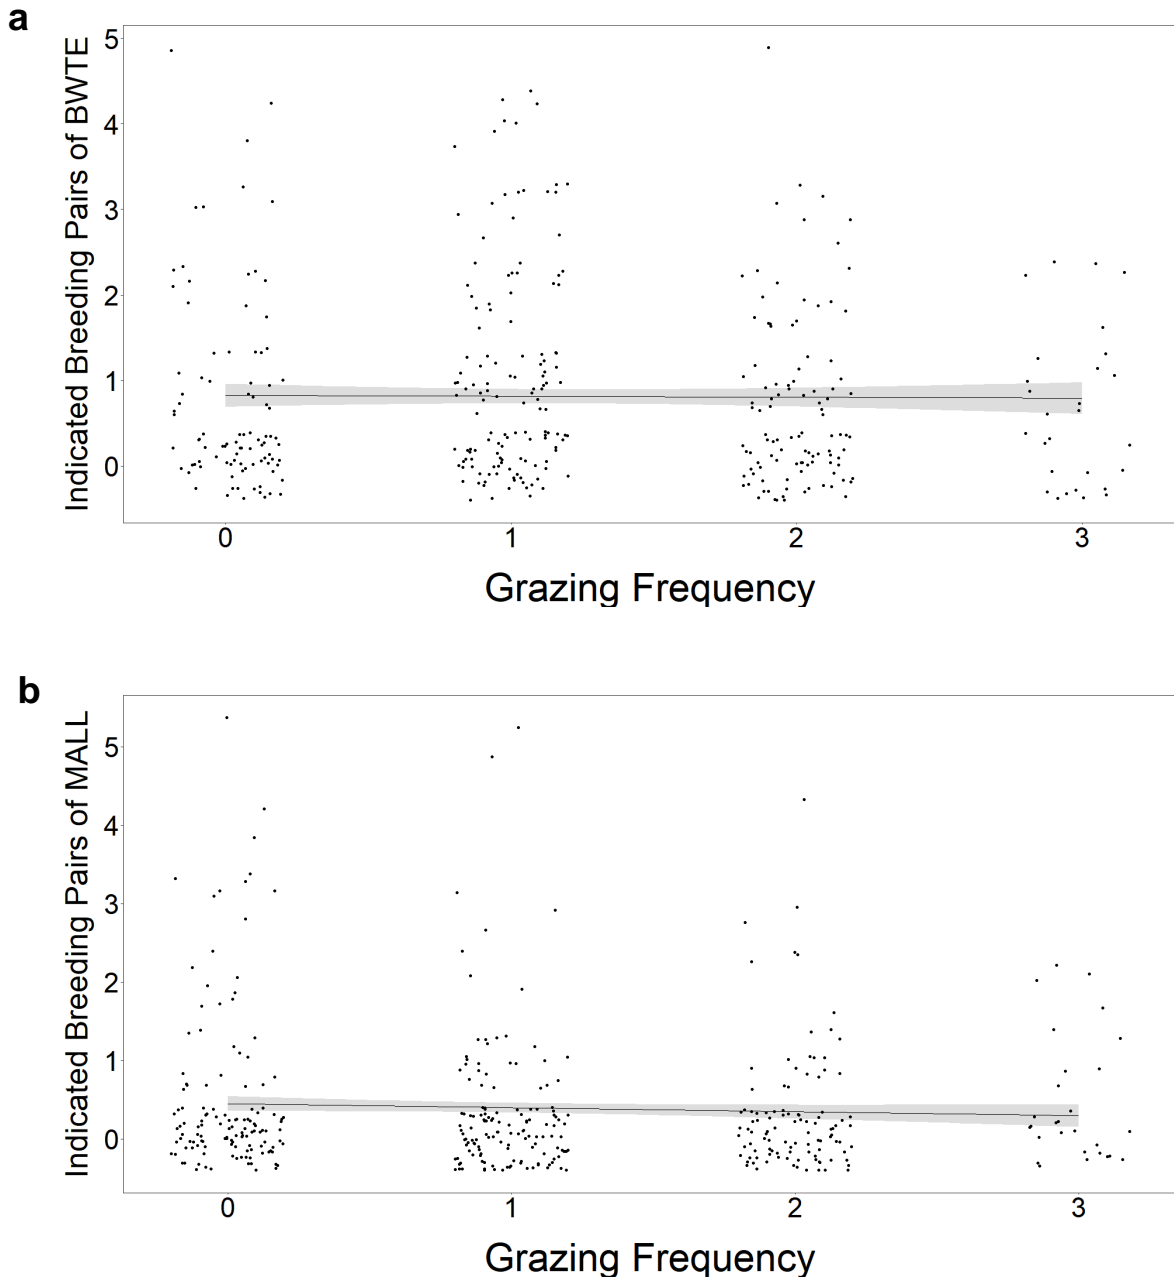 a
Indicated Breeding Pairs of BWTE
5
4
3
2
1
0
0 1 2 3
Grazing Frequency
b
Indicated Breeding Pairs of MALL
5
4
3
2
1
0
0 1 2 3
Grazing Frequency